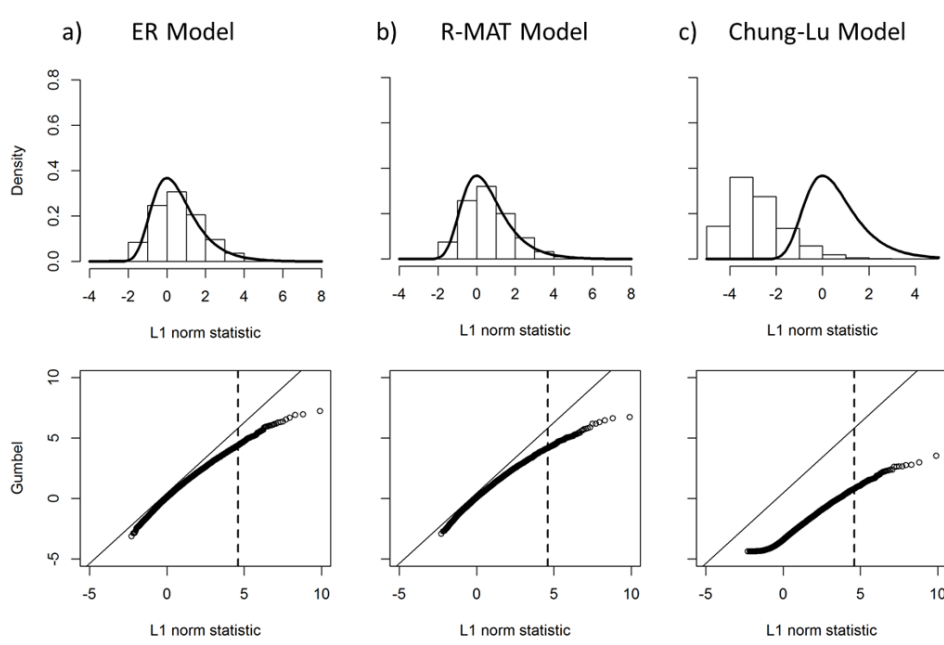 a) ER Model b) R-MAT Model c) Chung-Lu Model
Density
0.0 0.2 0.4 0.6 0.8
-4 -2 0 2 4 6 8
-4 -2 0 2 4 6 8
-4 -2 0 2 4
L1 norm statistic L1 norm statistic L1 norm statistic
Gumbel
-5 0 5 10
-5 0 5 10
-5 0 5 10
-5 0 5 10
L1 norm statistic L1 norm statistic L1 norm statistic